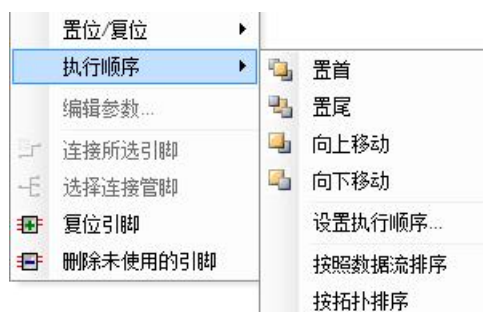 置位/复位
执行顺序
编辑参数...
连接所选引脚
选择连接管脚
复位引脚
删除未使用的引脚
置首
置尾
向上移动
向下移动
设置执行顺序...
按照数据流排序
按拓扑排序